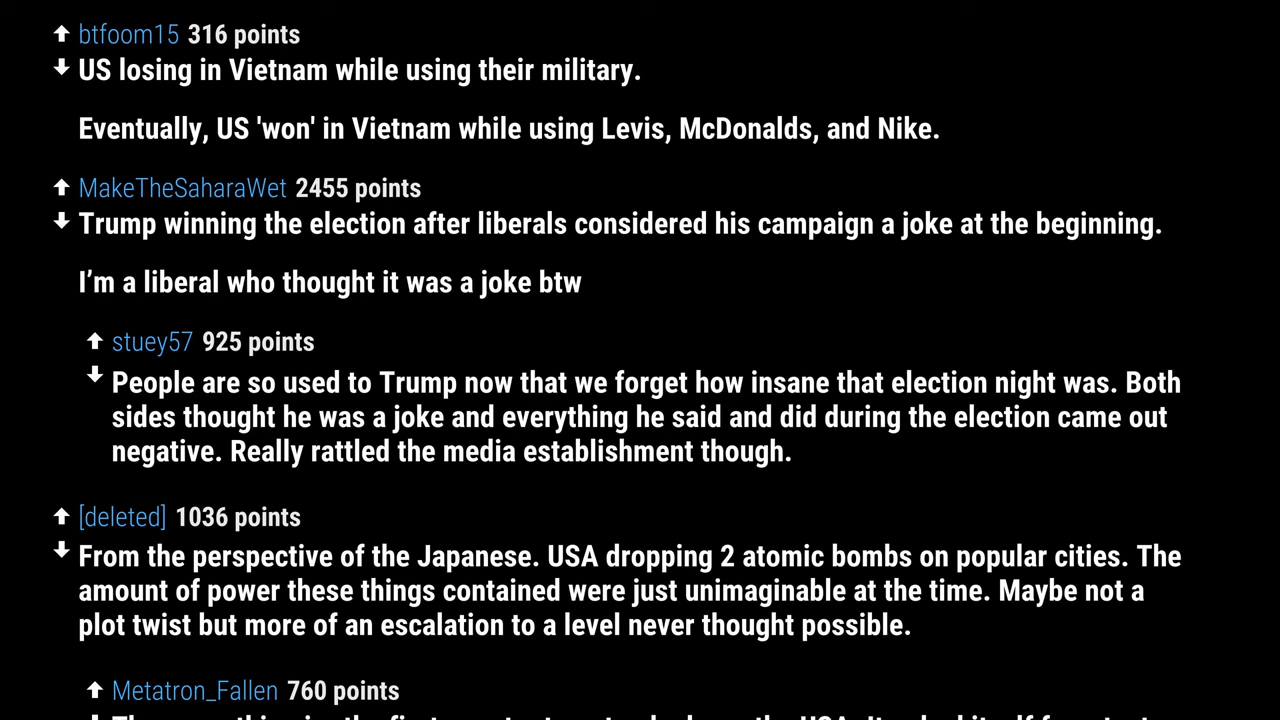 btfoom15 316 points
US losing in Vietnam while using their military.
Eventually, US 'won' in Vietnam while using Levis, McDonalds, and Nike.
MakeTheSaharaWet 2455 points
Trump winning the election after liberals considered his campaign a joke at the beginning.
I’m a liberal who thought it was a joke btw
stuey57 925 points
People are so used to Trump now that we forget how insane that election night was. Both
sides thought he was a joke and everything he said and did during the election came out
negative. Really rattled the media establishment though.
[deleted] 1036 points
From the perspective of the Japanese. USA dropping 2 atomic bombs on popular cities. The
amount of power these things contained were just unimaginable at the time. Maybe not a
plot twist but more of an escalation to a level never thought possible.
Metatron_Fallen 760 points